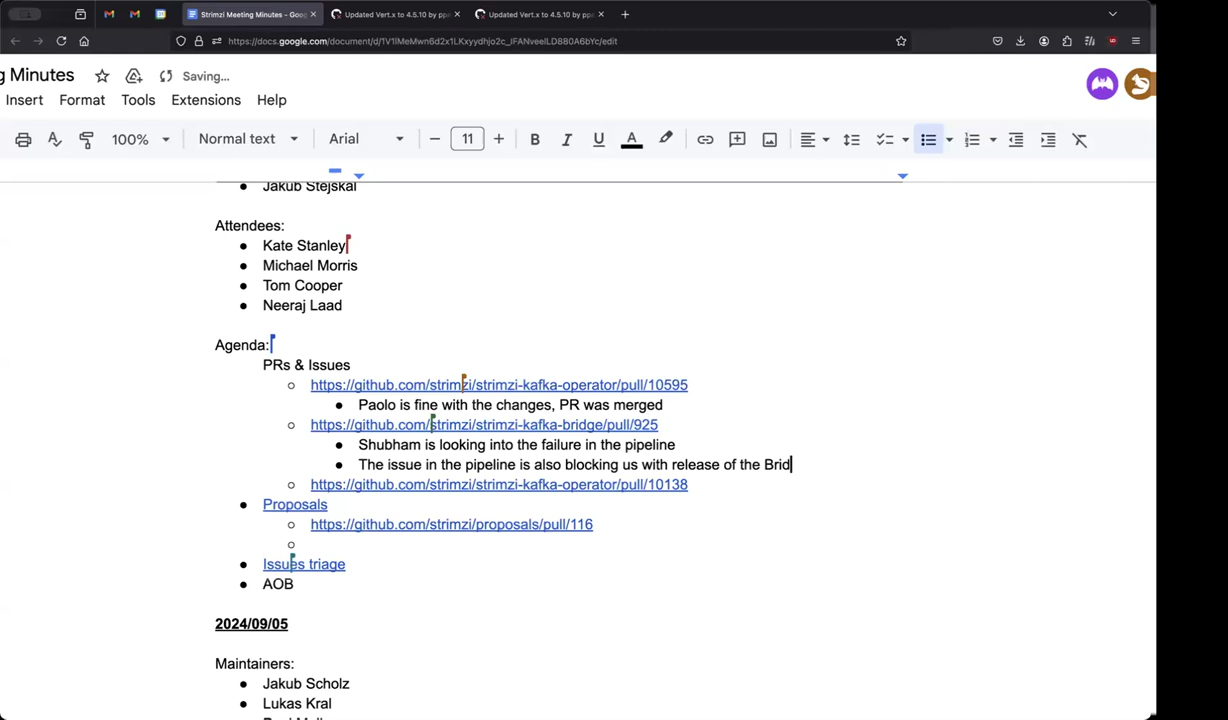 Strimzi Meeting Minutes – Goog
Updated Vert.x to 4.5.10 by ppa
Updated Vert.x to 4.5.10 by ppa
https://docs.google.com/document/d/1V1lMeMwn6d2x1LKxyydhjo2c_IFANveelLD880A6bYc/edit
g Minutes
Saving...
Insert Format Tools Extensions Help
100% Normal text Arial 11 B I U A
Jakub Stejskal
Attendees:
Kate Stanley
Michael Morris
Tom Cooper
Neeraj Laad
Agenda:
PRs & Issues
https://github.com/strimzi/strimzi-kafka-operator/pull/10595
Paolo is fine with the changes, PR was merged
https://github.com/strimzi/strimzi-kafka-bridge/pull/925
Shubham is looking into the failure in the pipeline
The issue in the pipeline is also blocking us with release of the Brid
https://github.com/strimzi/strimzi-kafka-operator/pull/10138
Proposals
https://github.com/strimzi/proposals/pull/116
Issues triage
AOB
2024/09/05
Maintainers:
Jakub Scholz
Lukas Kral